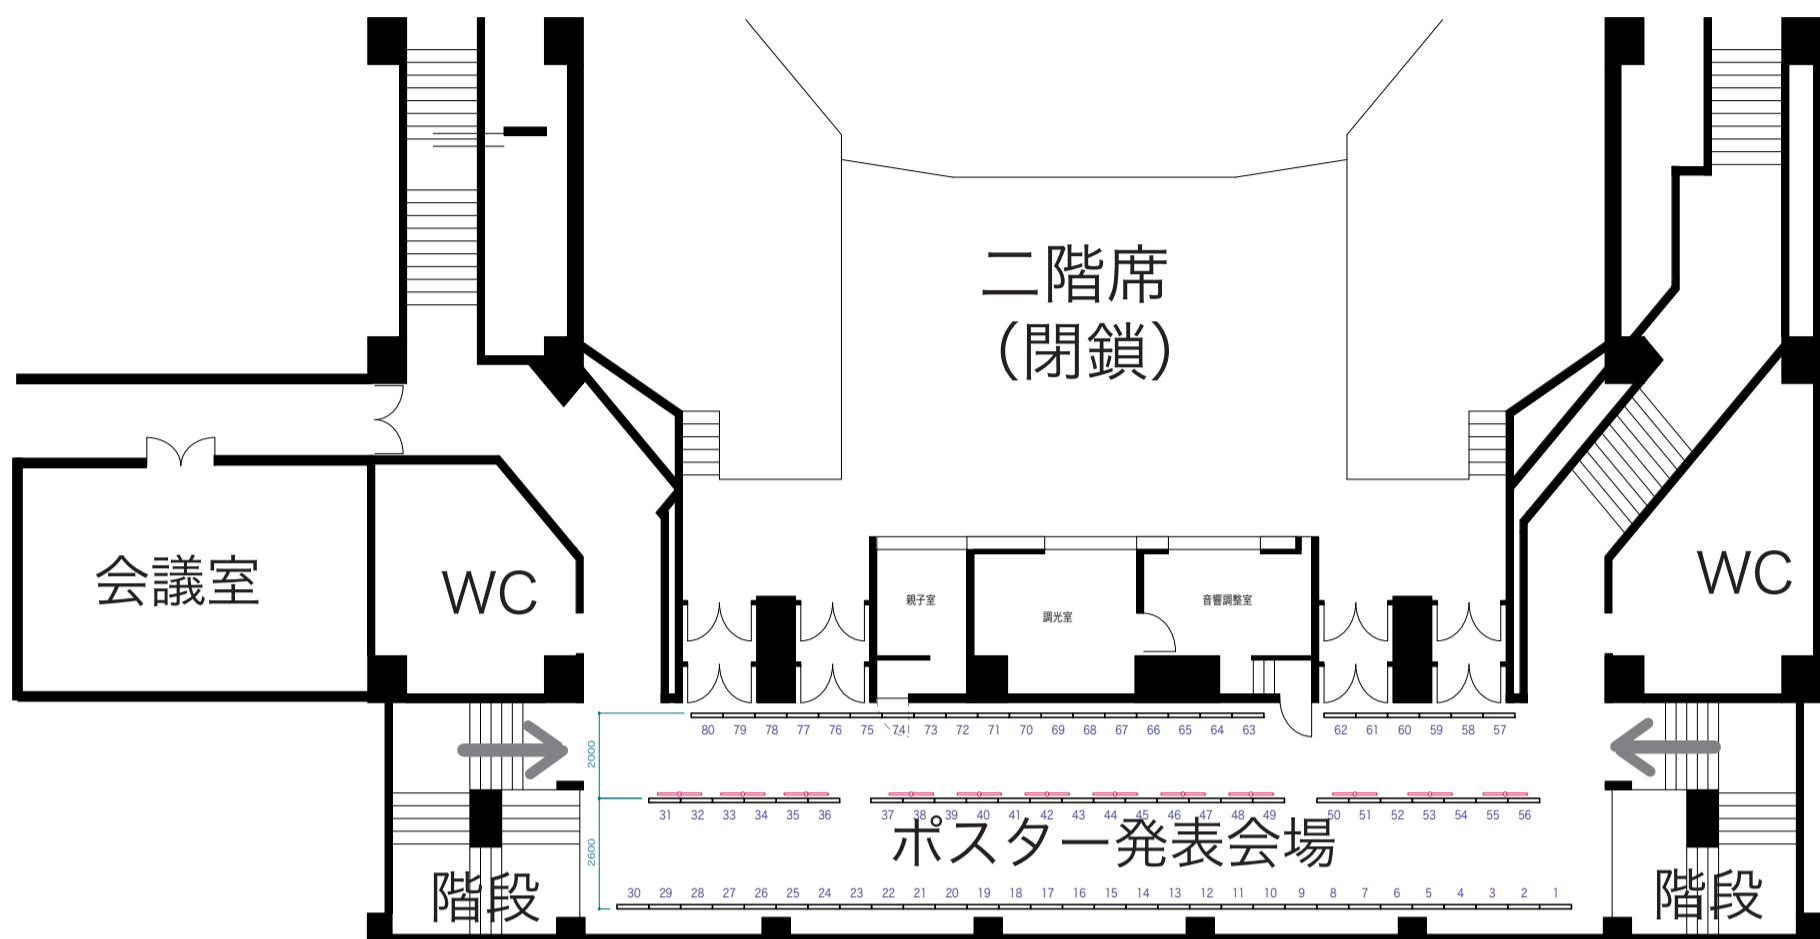 二階席
（閉鎖）
会議室
WC
親子室
調光室
音響調整室
WC
80 79 78 77 76 75 74 73 72 71 70 69 68 67 66 65 64 63 62 61 60 59 58 57
2000
31 32 33 34 35 36 37 38 39 40 41 42 43 44 45 46 47 48 49 50 51 52 53 54 55 56
ポスター発表会場
2600
階段
30 29 28 27 26 25 24 23 22 21 20 19 18 17 16 15 14 13 12 11 10 9 8 7 6 5 4 3 2 1
階段